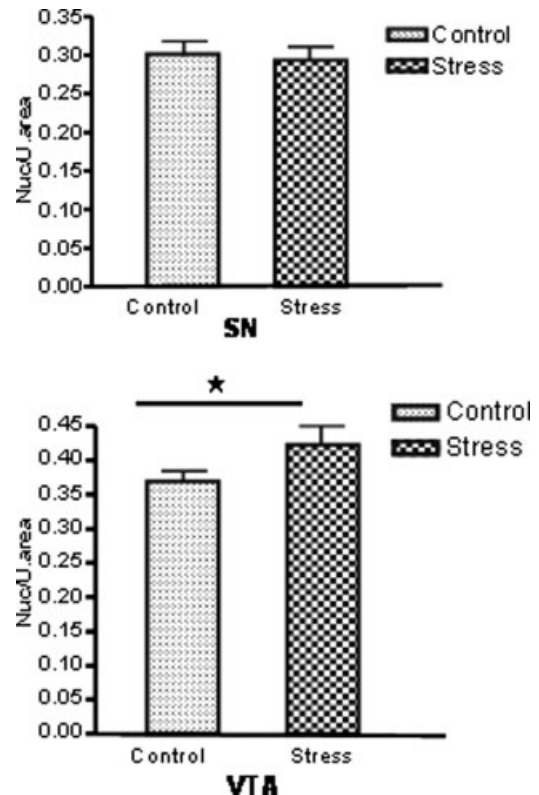 0.35
0.30
0.25
0.20
0.15
0.10
0.05
0.00
Nuc/U.area
Control
Stress
Control Stress
SN
★
0.45
0.40
0.35
0.30
0.25
0.20
0.15
0.10
0.05
0.00
Nuc/U.area
Control
Stress
Control Stress
VTA